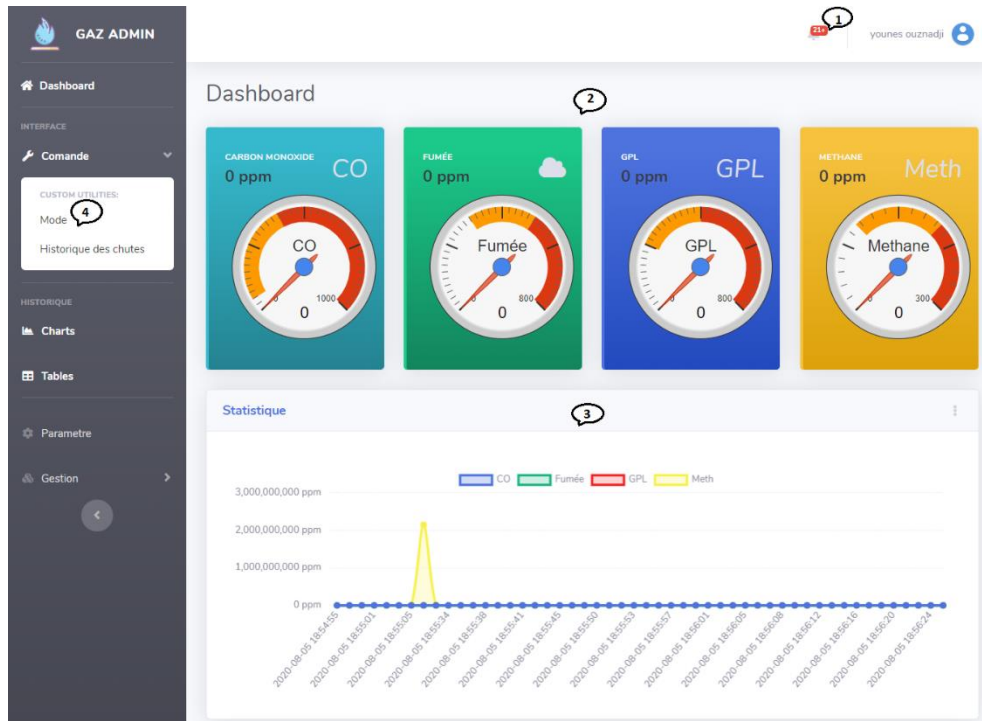 GAZ ADMIN
21+
1
younes ouznadji
Dashboard
INTERFACE
Comande
CUSTOM UTILITIES:
Mode
4
Historique des chutes
HISTORIQUE
Charts
Tables
Parametre
Gestion
Dashboard
2
CARBON MONOXIDE
CO
0 ppm
CO
0
1000
0
FUMÉE
0 ppm
Fumée
0
800
0
GPL
GPL
0 ppm
GPL
0
800
0
METHANE
Meth
0 ppm
Methane
0
300
0
Statistique
3
CO
Fumée
GPL
Meth
3,000,000,000 ppm
2,000,000,000 ppm
1,000,000,000 ppm
0 ppm
2020-08-05 18:54:55
2020-08-05 18:55:01
2020-08-05 18:55:05
2020-08-05 18:55:34
2020-08-05 18:55:38
2020-08-05 18:55:41
2020-08-05 18:55:45
2020-08-05 18:55:50
2020-08-05 18:55:53
2020-08-05 18:55:57
2020-08-05 18:56:01
2020-08-05 18:56:05
2020-08-05 18:56:08
2020-08-05 18:56:12
2020-08-05 18:56:16
2020-08-05 18:56:20
2020-08-05 18:56:24